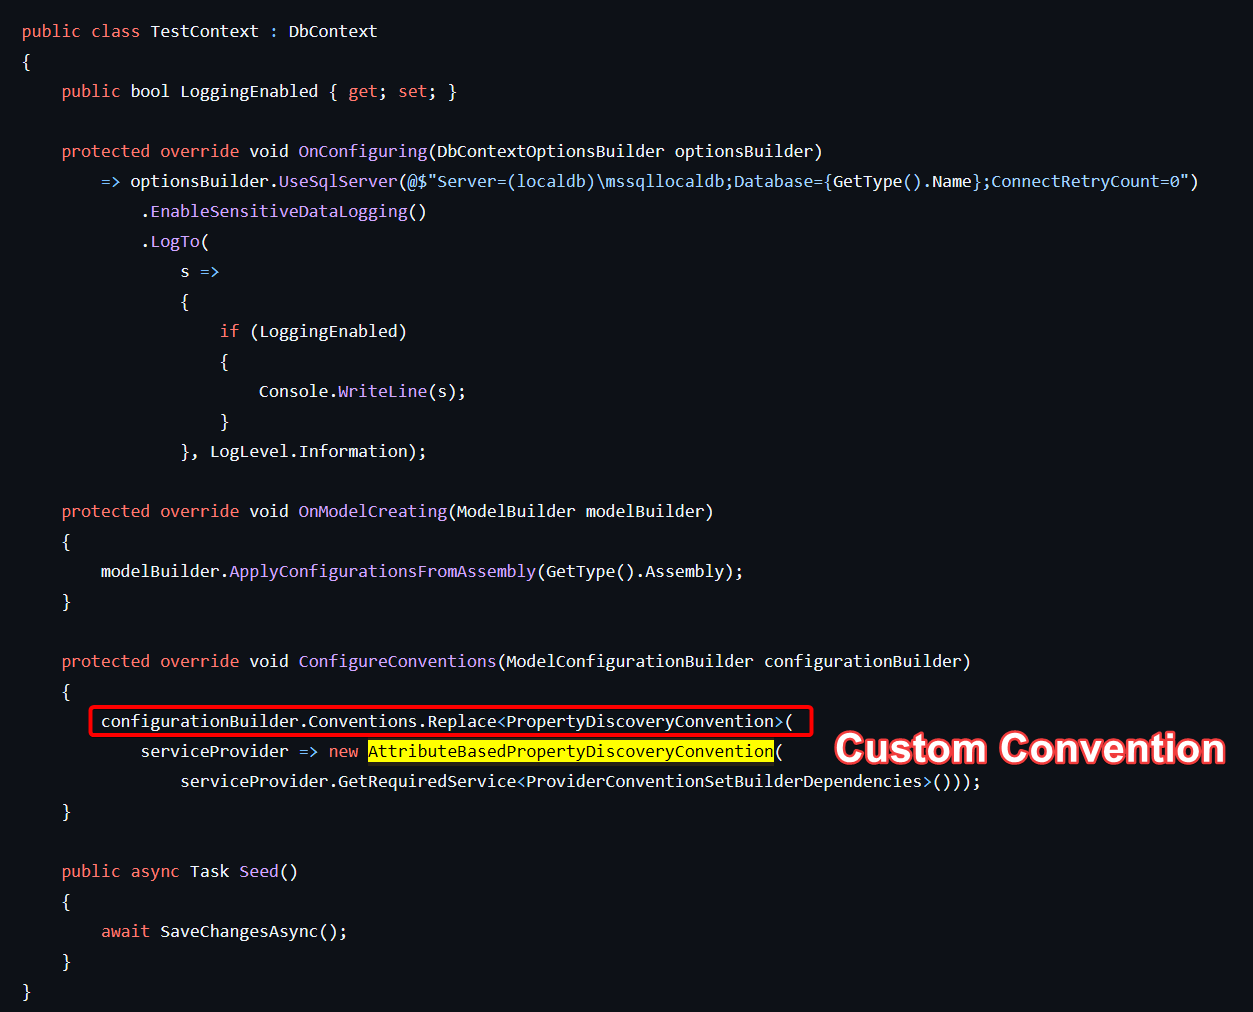 public class TestContext : DbContext
{
    public bool LoggingEnabled { get; set; }

    protected override void OnConfiguring(DbContextOptionsBuilder optionsBuilder)
        => optionsBuilder.UseSqlServer(@$"Server=(localdb)\mssqllocaldb;Database={GetType().Name};ConnectRetryCount=0")
            .EnableSensitiveDataLogging()
            .LogTo(
                s =>
                {
                    if (LoggingEnabled)
                    {
                        Console.WriteLine(s);
                    }
                }, LogLevel.Information);

    protected override void OnModelCreating(ModelBuilder modelBuilder)
    {
        modelBuilder.ApplyConfigurationsFromAssembly(GetType().Assembly);
    }

    protected override void ConfigureConventions(ModelConfigurationBuilder configurationBuilder)
    {
        configurationBuilder.Conventions.Replace<PropertyDiscoveryConvention>(
            serviceProvider => new AttributeBasedPropertyDiscoveryConvention(
Custom Convention
                serviceProvider.GetRequiredService<ProviderConventionSetBuilderDependencies>()));
    }

    public async Task Seed()
    {
        await SaveChangesAsync();
    }
}